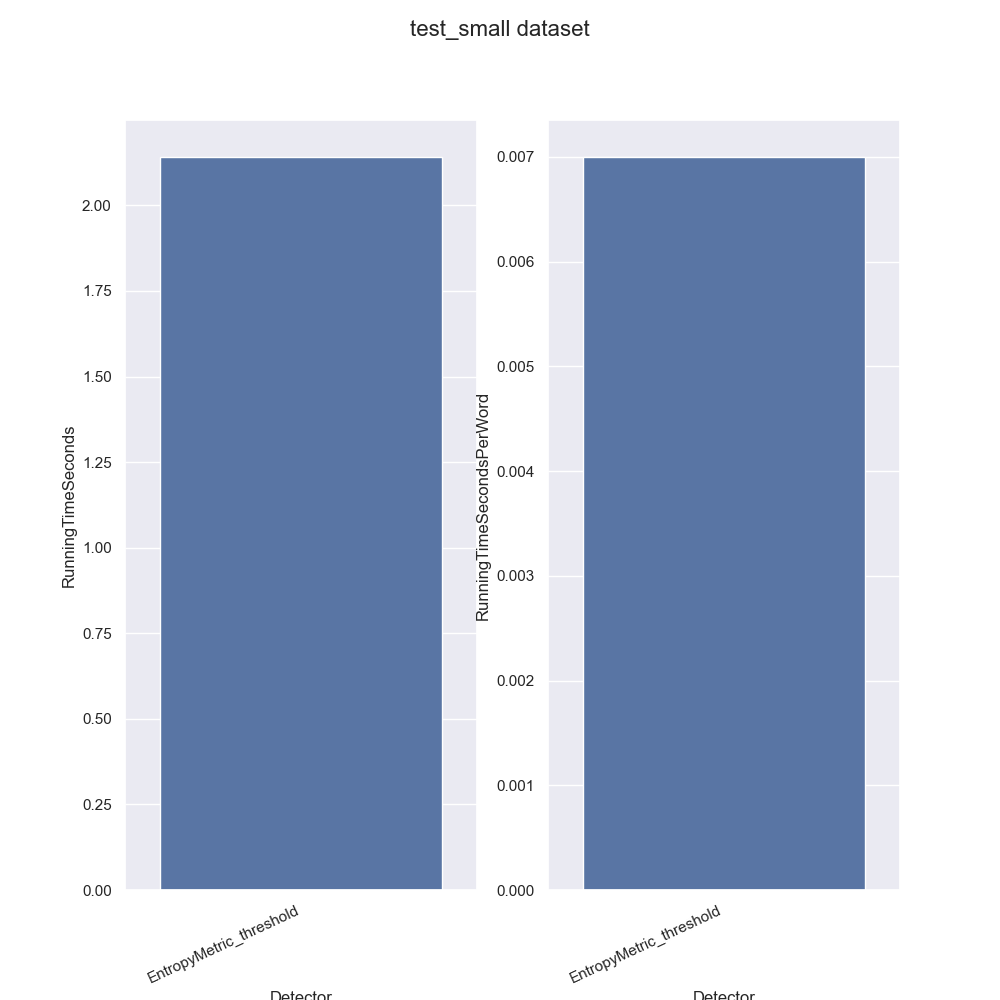 test_small dataset
RunningTimeSeconds
2.00
1.75
1.50
1.25
1.00
0.75
0.50
0.25
0.00
EntropyMetric_threshold
Detector
RunningTimeSecondsPerWord
0.007
0.006
0.005
0.004
0.003
0.002
0.001
0.000
EntropyMetric_threshold
Detector